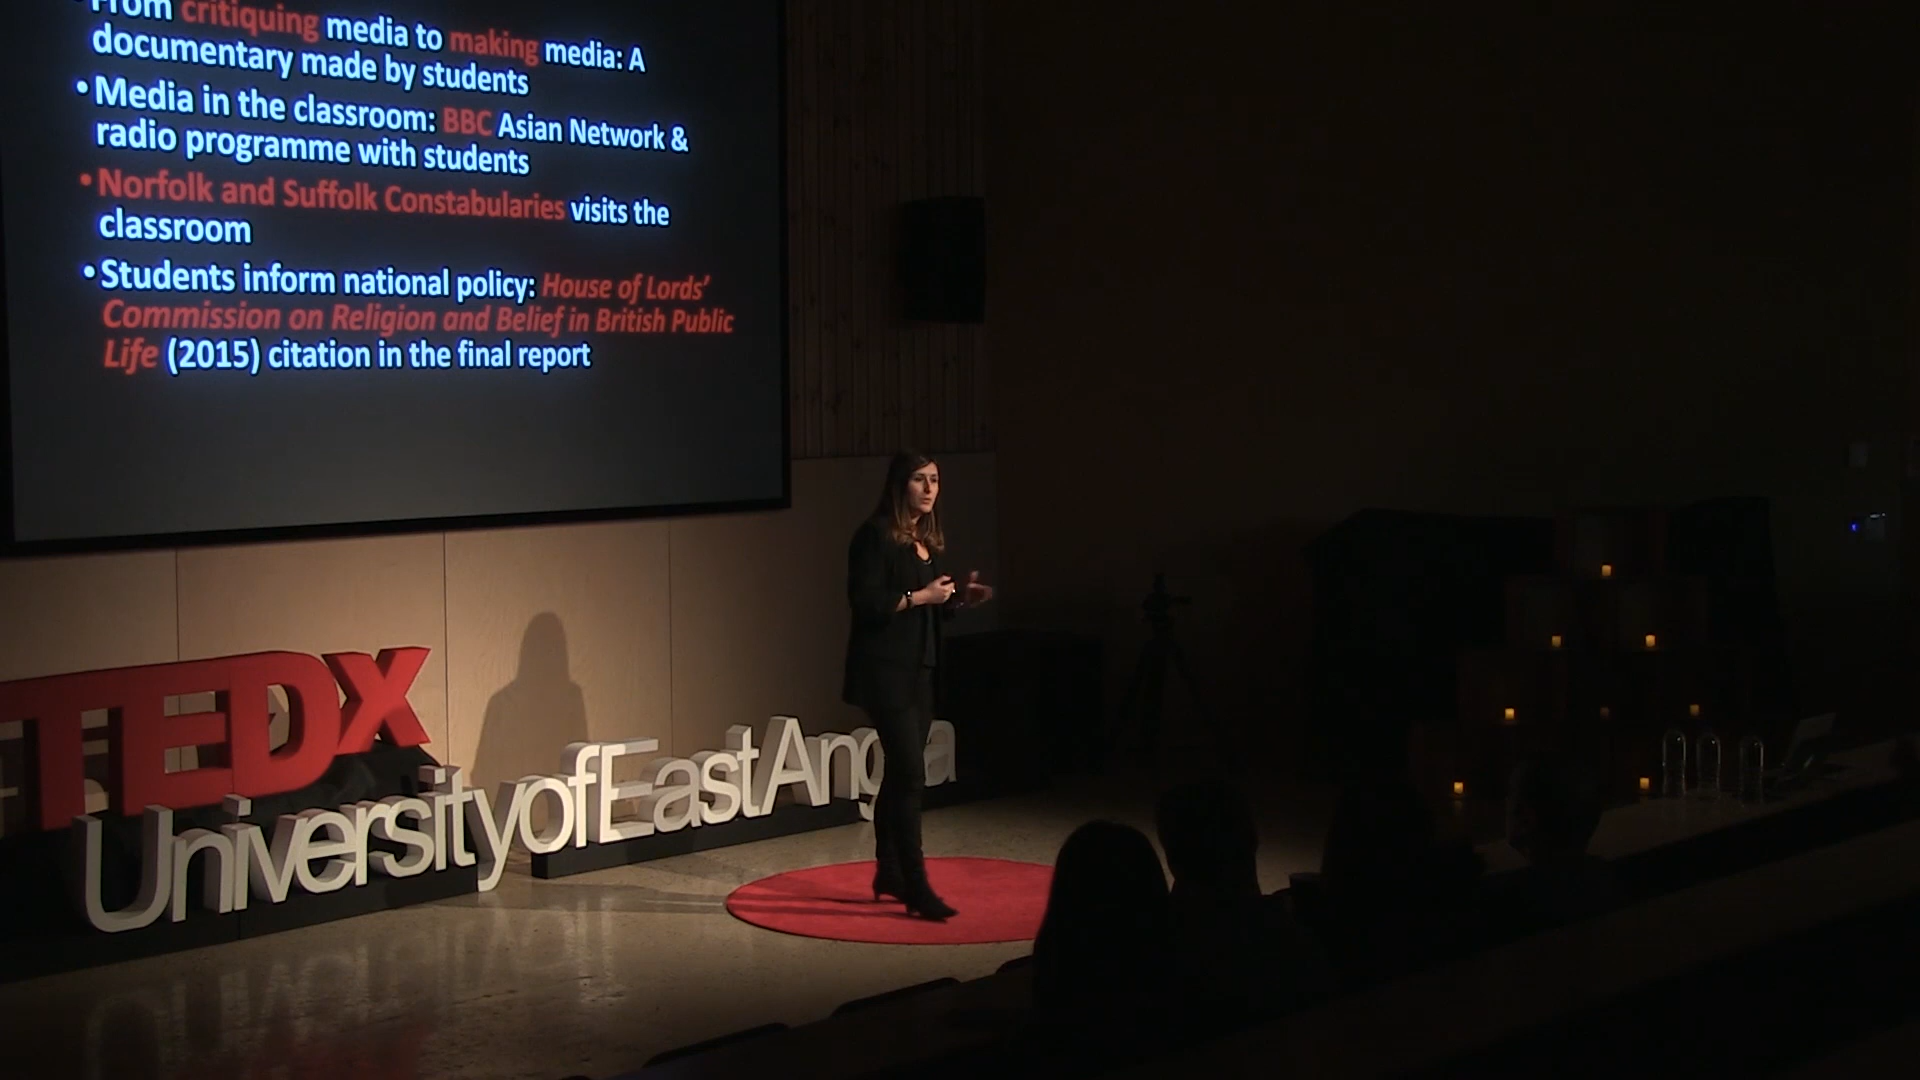 From critiquing media to making media: A
documentary made by students
• Media in the classroom: BBC Asian Network &
radio programme with students
• Norfolk and Suffolk Constabularies visits the
classroom
• Students inform national policy: House of Lords'
Commission on Religion and Belief in British Public
Life (2015) citation in the final report
TEDx
UniversityofEastAnglia